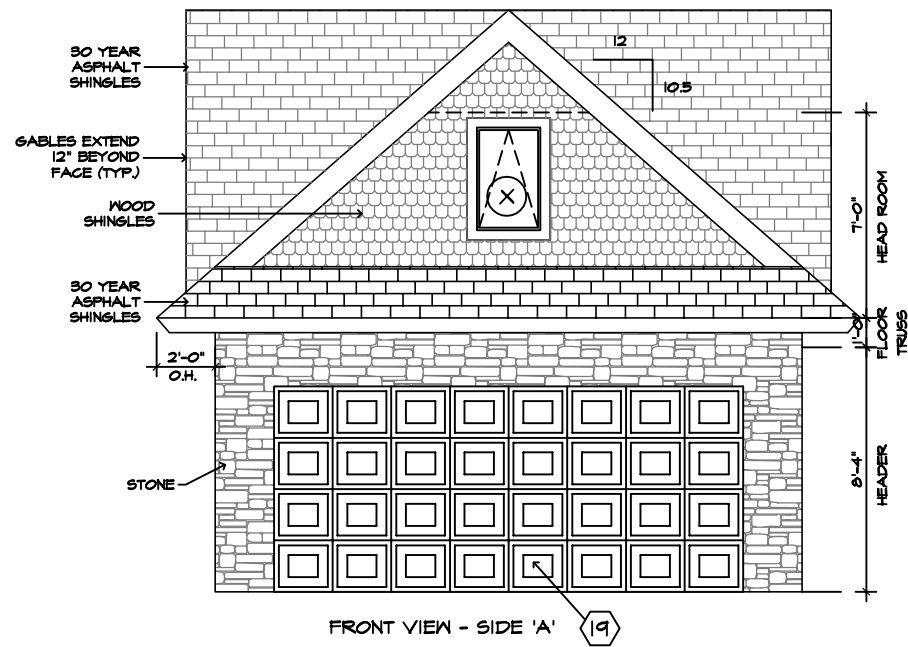 30 YEAR
ASPHALT
SHINGLES
12
10.5
GABLES EXTEND
12" BEYOND
FACE (TYP.)
WOOD
SHINGLES
30 YEAR
ASPHALT
SHINGLES
7'-0"
HEAD ROOM
1'-0"
FLOOR
TRUSS
2'-0"
O.H.
STONE
8'-4"
HEADER
FRONT VIEW - SIDE 'A'
19